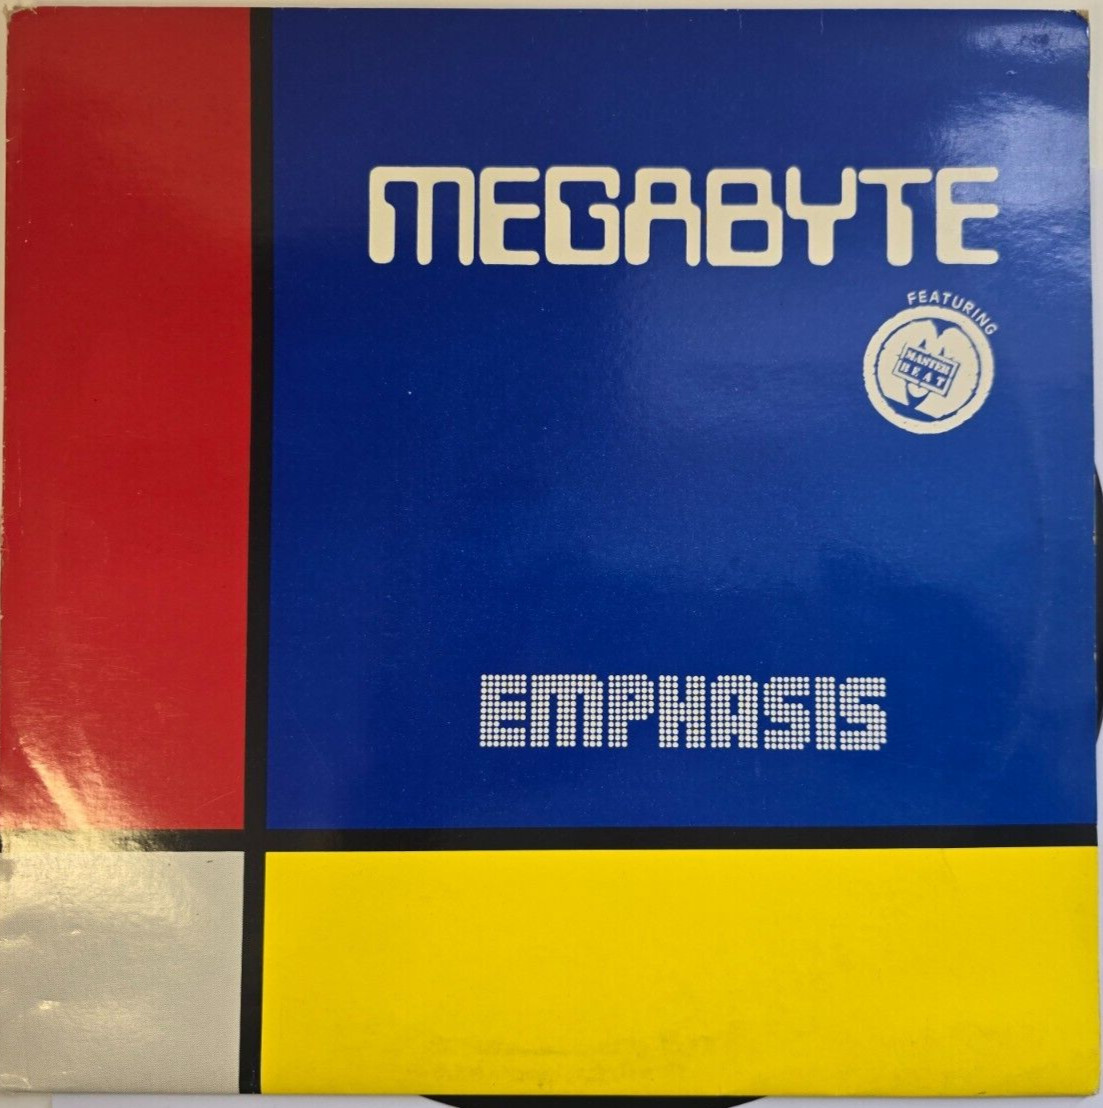 MEGABYTE
FEATURING
MASTER
BEAT
EMPHASIS